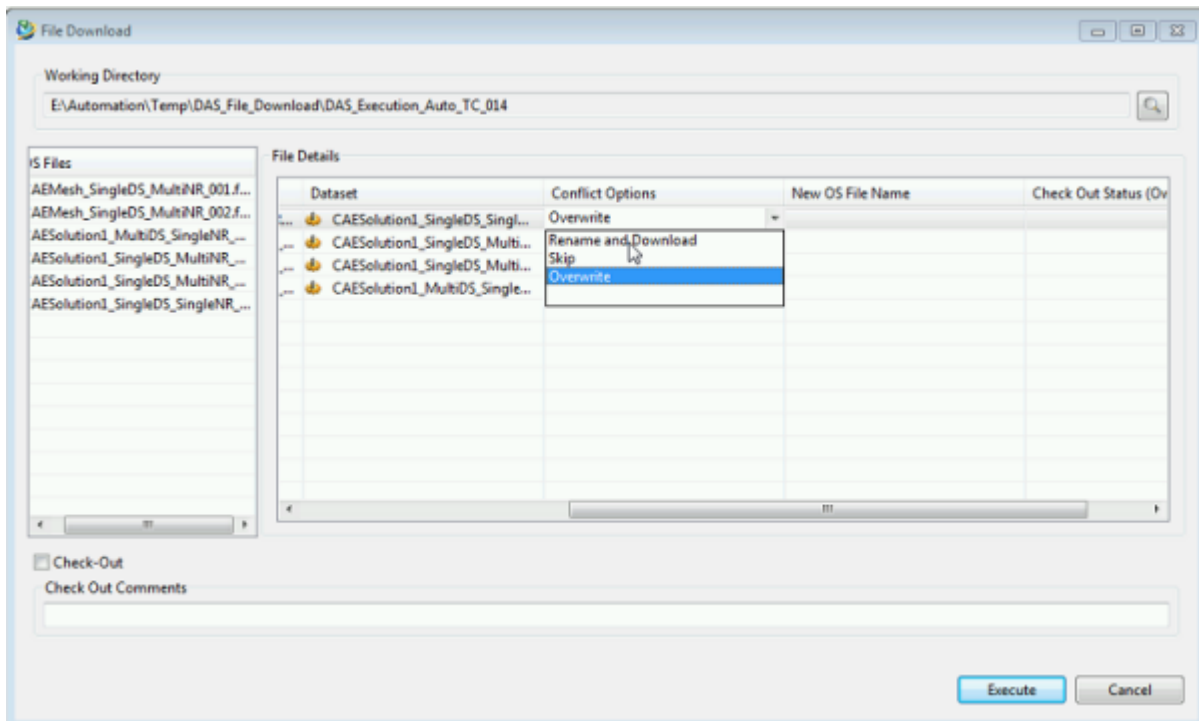 File Download
Working Directory
E:\Automation\Temp\DAS_File_Download\DAS_Execution_Auto_TC_014
S Files
AEMesh_SingleDS_MultiNR_001.f...
AEMesh_SingleDS_MultiNR_002.f...
AESolution1_MultiDS_SingleNR_...
AESolution1_SingleDS_MultiNR_...
AESolution1_SingleDS_MultiNR_...
AESolution1_SingleDS_SingleNR_...
File Details
Dataset Conflict Options New OS File Name Check Out Status (Ov
CAESolution1_SingleDS_Singl... Overwrite
CAESolution1_SingleDS_Multi...
CAESolution1_SingleDS_Multi...
CAESolution1_MultiDS_Single...
Rename and Download
Skip
Overwrite
Check-Out
Check Out Comments
Execute Cancel